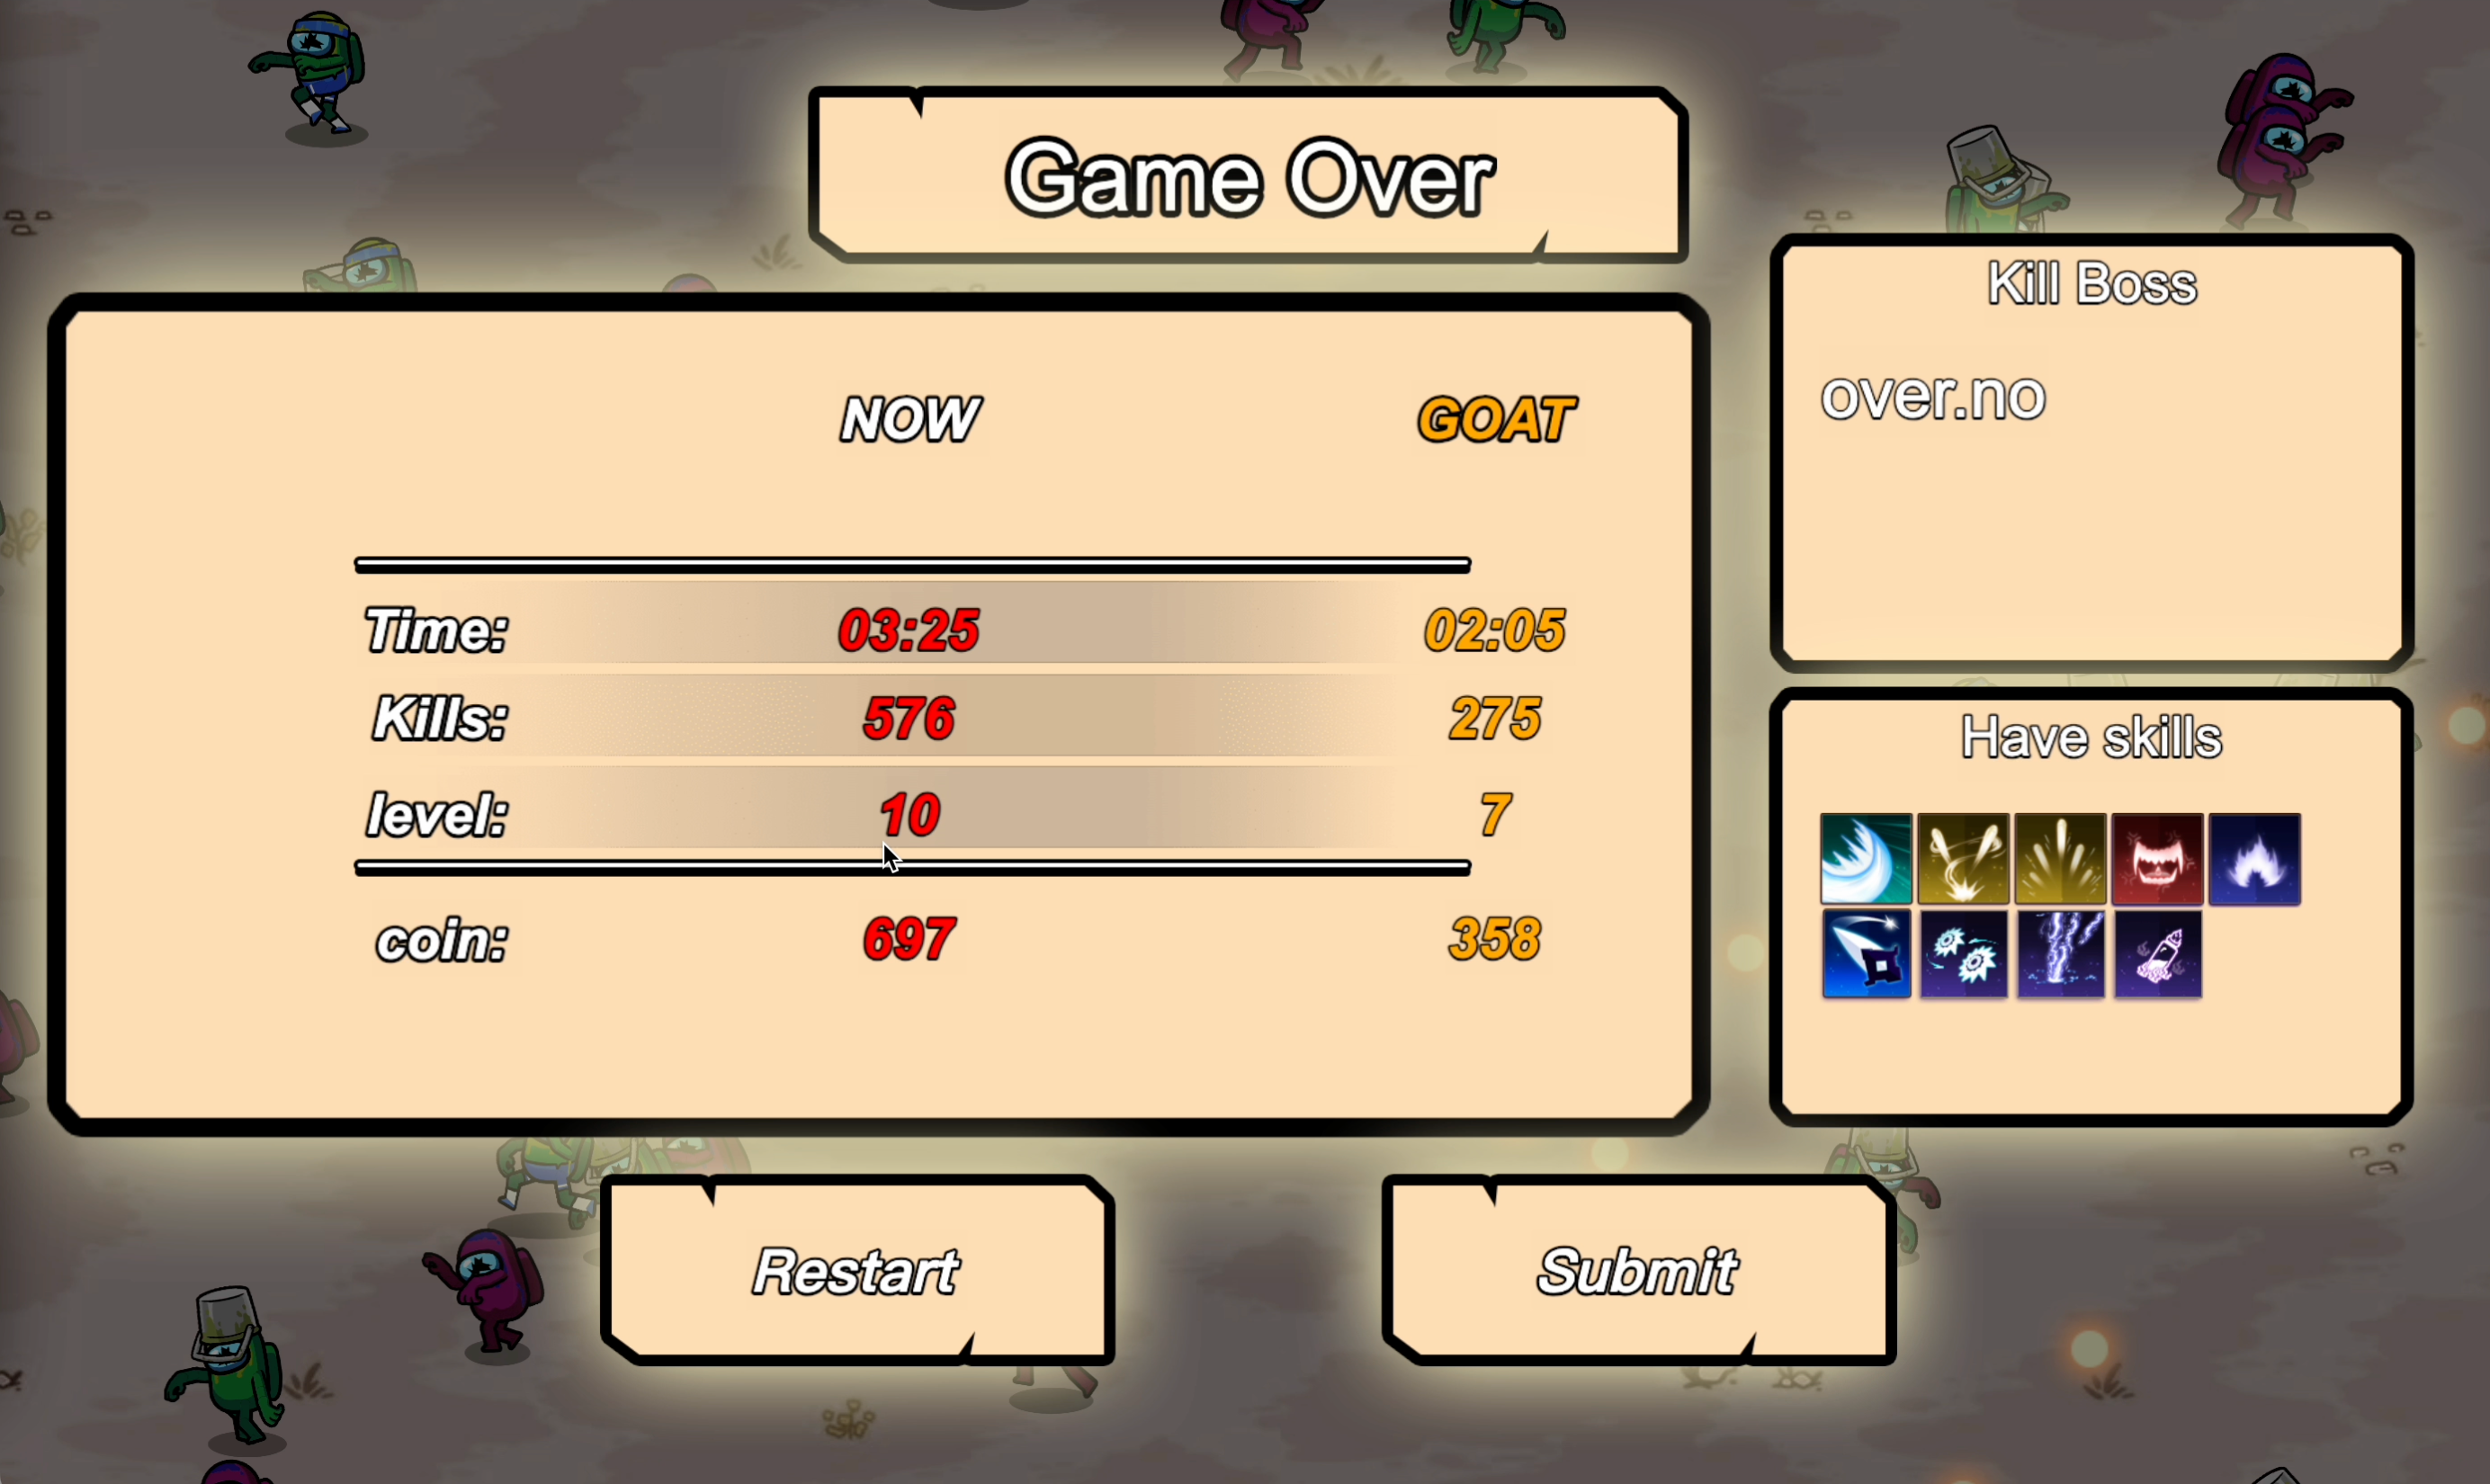 Game Over
NOW GOAT
Time: 03:25 02:05
Kills: 576 275
level: 10 7
coin: 697 358
Kill Boss
over.no
Have skills
Restart
Submit